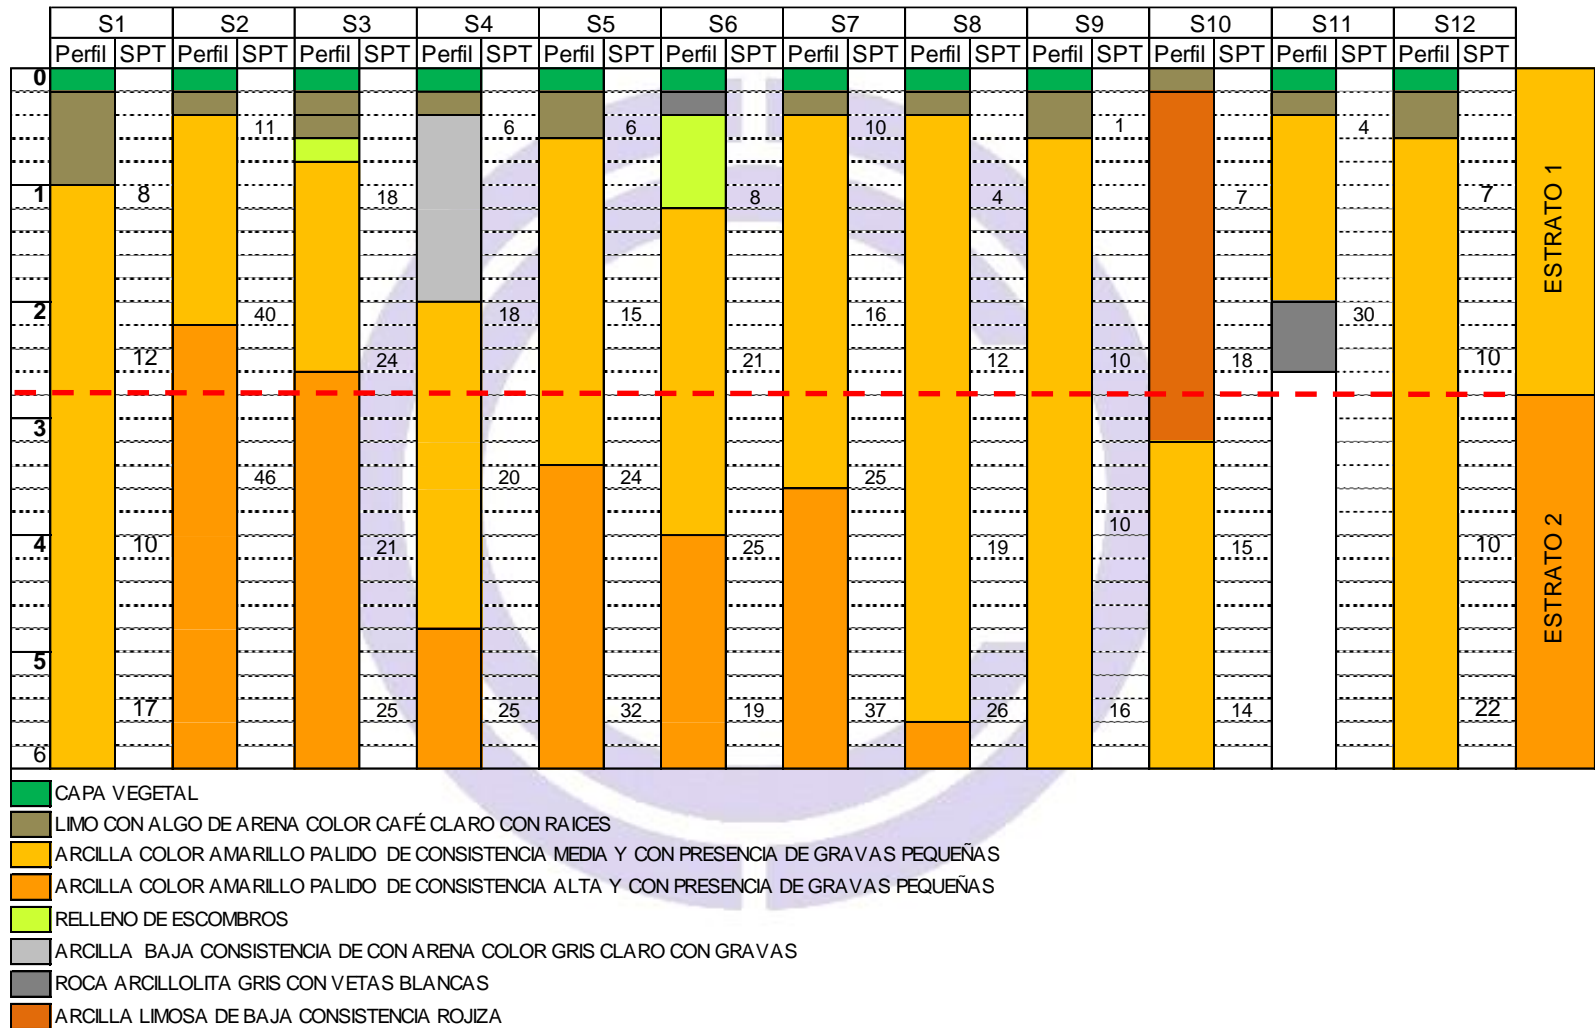 S1 S2 S3 S4 S5 S6 S7 S8 S9 S10 S11 S12
Perfil SPT Perfil SPT Perfil SPT Perfil SPT Perfil SPT Perfil SPT Perfil SPT Perfil SPT Perfil SPT Perfil SPT Perfil SPT Perfil SPT
0
11 6 6 10 1 4
1 8 18 8 4 7 7
ESTRATO 1
2 40 18 15 16 30
12 24 21 12 10 18 10
3
46 20 24 25
10
4 10 21 25 19 15 10
ESTRATO 2
5
17 25 25 32 19 37 26 16 14 22
6
CAPA VEGETAL
LIMO CON ALGO DE ARENA COLOR CAFÉ CLARO CON RAICES
ARCILLA COLOR AMARILLO PALIDO DE CONSISTENCIA MEDIA Y CON PRESENCIA DE GRAVAS PEQUEÑAS
ARCILLA COLOR AMARILLO PALIDO DE CONSISTENCIA ALTA Y CON PRESENCIA DE GRAVAS PEQUEÑAS
RELLENO DE ESCOMBROS
ARCILLA BAJA CONSISTENCIA DE CON ARENA COLOR GRIS CLARO CON GRAVAS
ROCA ARCILLOLITA GRIS CON VETAS BLANCAS
ARCILLA LIMOSA DE BAJA CONSISTENCIA ROJIZA